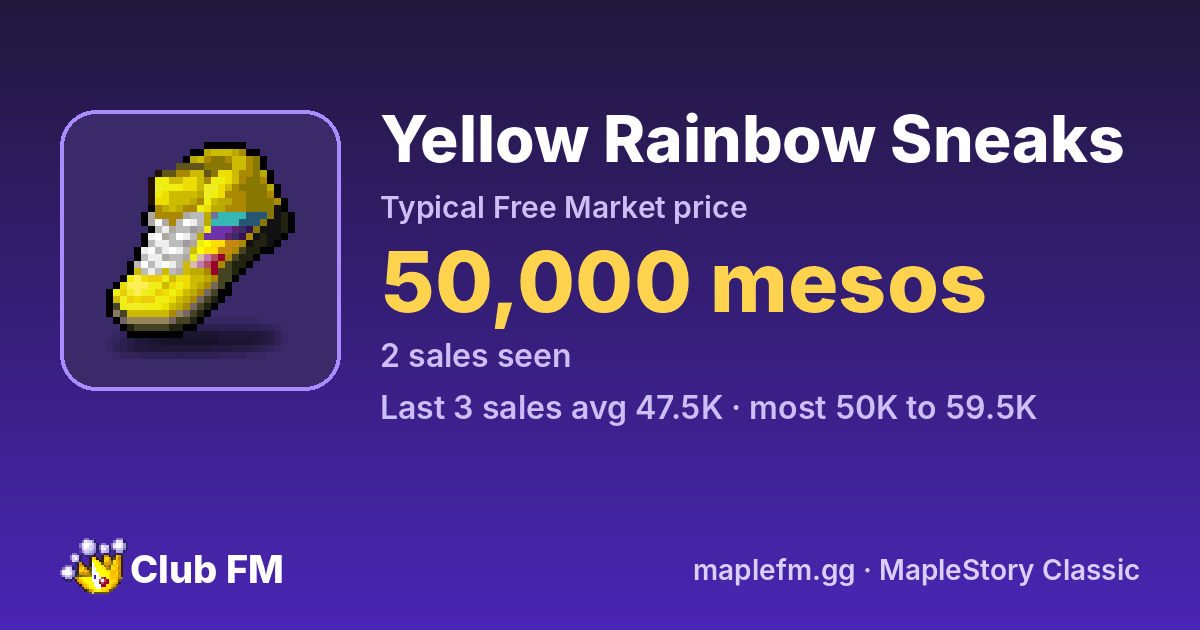 Yellow Rainbow Sneaks
Typical Free Market price
50,000 mesos
2 sales seen
Last 3 sales avg 47.5K · most 50K to 59.5K
Club FM
maplefm.gg · MapleStory Classic